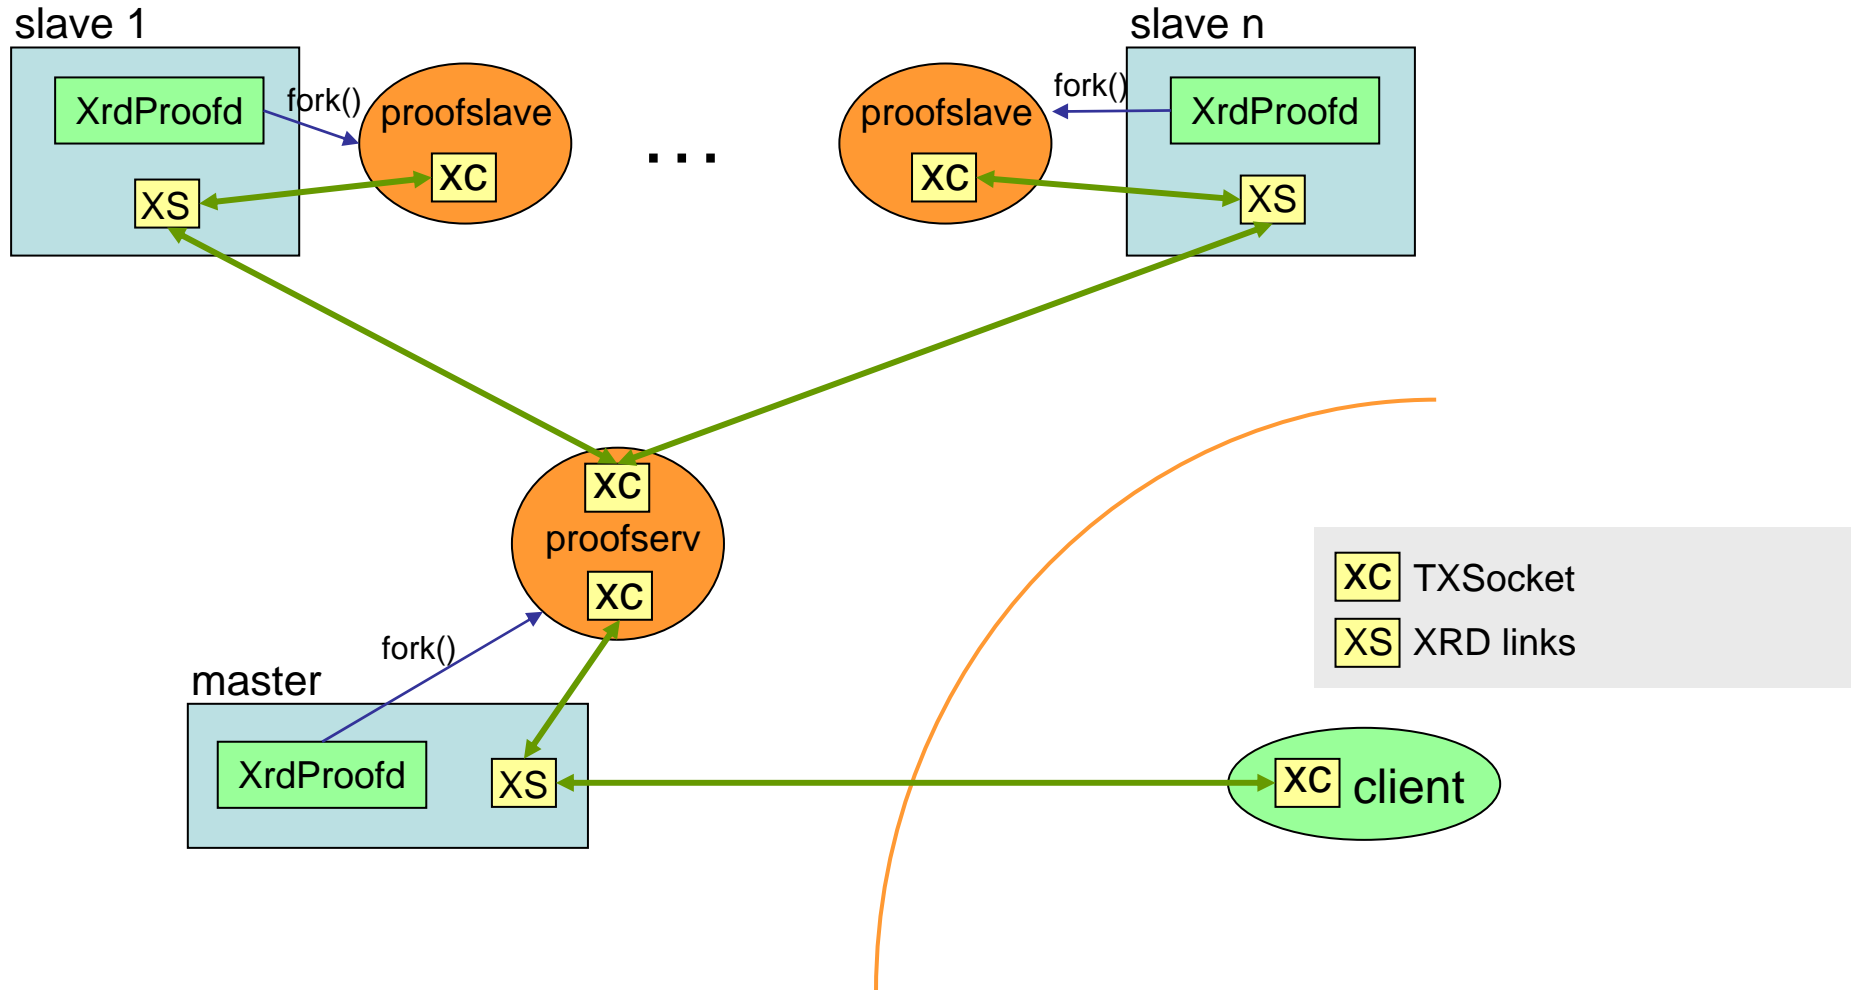 slave 1
slave n
XrdProofd
fork()
proofslave
XC
XS
...
proofslave
XC
fork()
XrdProofd
XS
XC
proofserv
XC
fork()
master
XrdProofd
XS
XC TXSocket
XS XRD links
XC client